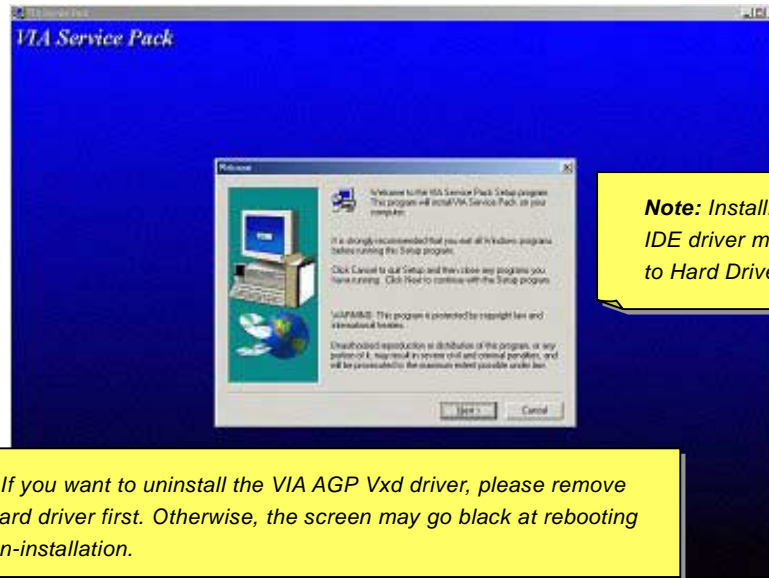 VIA Service Pack
VIA Service Pack
Welcome
Welcome to the VIA Service Pack Setup program.
This program will install VIA Service Pack on your
computer.
It is strongly recommended that you exit all Windows programs
before running this Setup program.
Click Cancel to quit Setup and then close any programs you
have running. Click Next to continue with the Setup program.
WARNING: This program is protected by copyright law and
international treaties.
Unauthorized reproduction or distribution of this program, or any
portion of it, may result in severe civil and criminal penalties, and
will be prosecuted to the maximum extent possible under law.
Next >
Cancel
Note: Install
IDE driver m
to Hard Drive
If you want to uninstall the VIA AGP Vxd driver, please remove
ard driver first. Otherwise, the screen may go black at rebooting
n-installation.